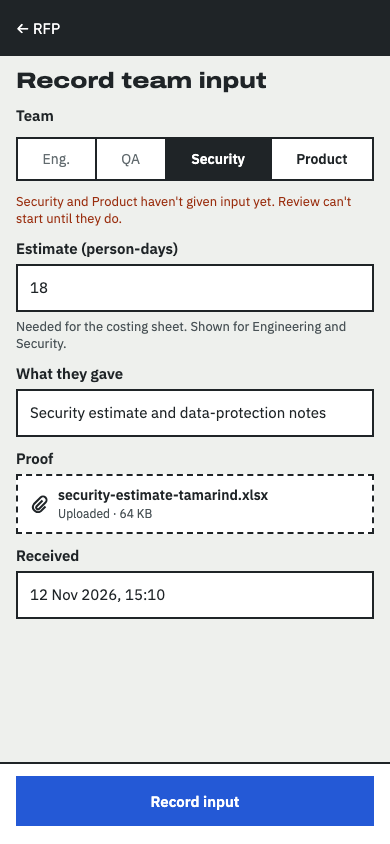 ← RFP
Record team input
Team
Eng.
QA
Security
Product
Security and Product haven't given input yet. Review can't
start until they do.
Estimate (person-days)
18
Needed for the costing sheet. Shown for Engineering and
Security.
What they gave
Security estimate and data-protection notes
Proof
security-estimate-tamarind.xlsx
Uploaded · 64 KB
Received
12 Nov 2026, 15:10
Record input